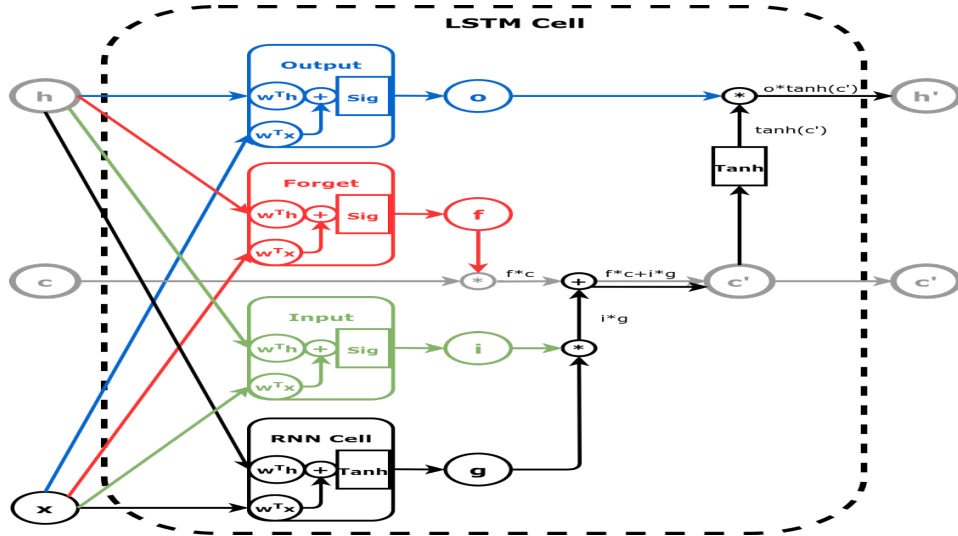 LSTM Cell
Output
h
wᵀh
+
Sig
o
*
o*tanh(c')
h'
wᵀx
tanh(c')
Tanh
Forget
wᵀh
+
Sig
f
wᵀx
c
*
f*c
+
f*c+i*g
c'
c'
Input
i*g
wᵀh
+
Sig
i
*
wᵀx
RNN Cell
wᵀh
+
Tanh
g
x
wᵀx